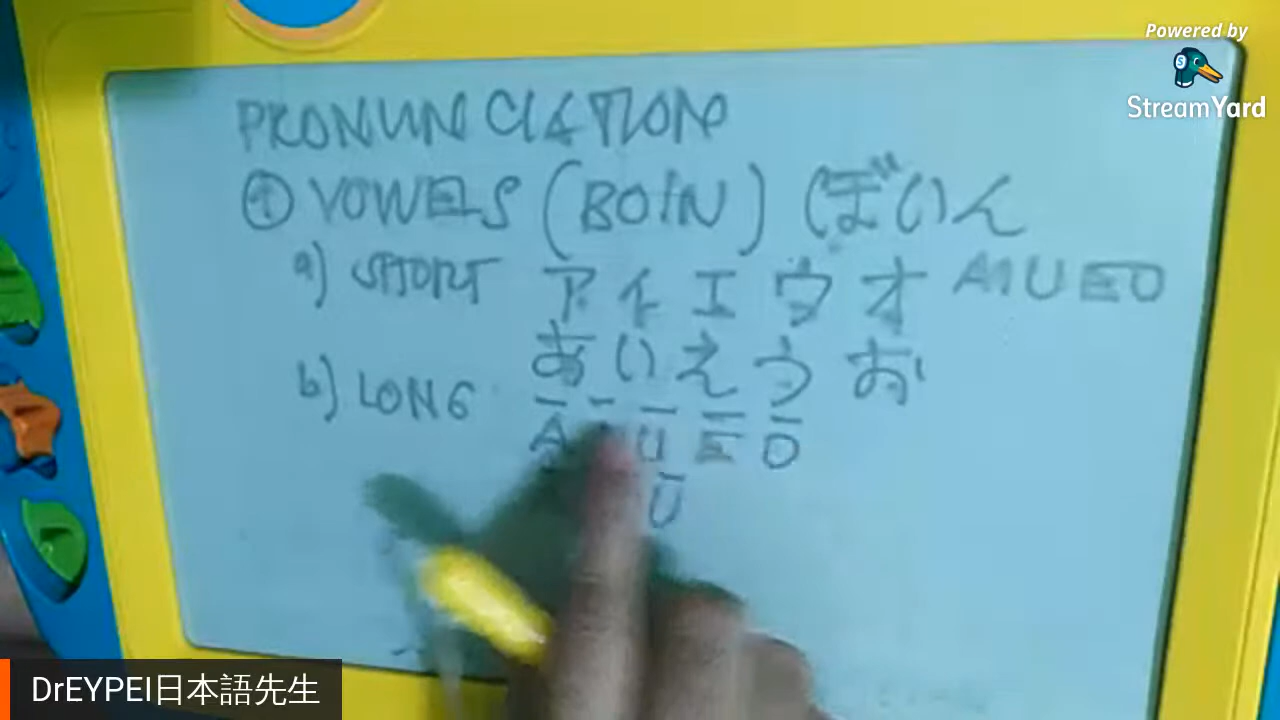 Powered by
StreamYard
PRONUNCIATION
① VOWELS (BOIN) ぼいん
a) SHORT アイエウオ AIUEO
あいえうお
b) LONG Ā Ū Ē Ō
Ū
DrEYPEI日本語先生